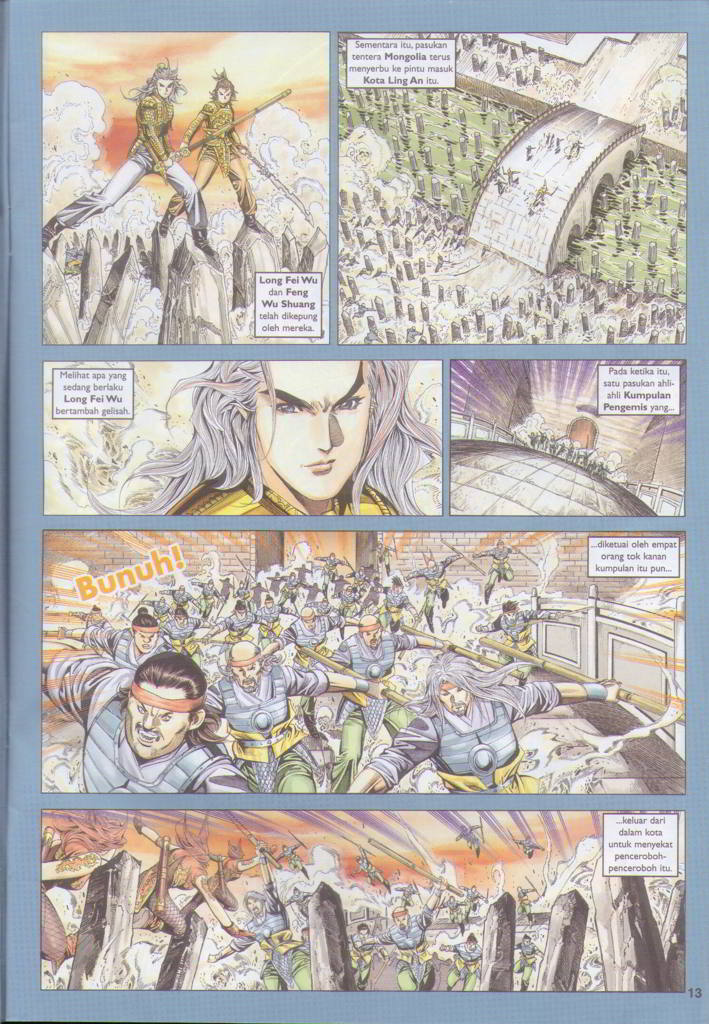 Long Fei Wu
dan Feng
Wu Shuang
telah dikepung
oleh mereka.
Sementara itu, pasukan
tentera Mongolia terus
menyerbu ke pintu masuk
Kota Ling An itu.
Melihat apa yang
sedang berlaku
Long Fei Wu
bertambah gelisah.
Pada ketika itu,
satu pasukan ahli-
ahli Kumpulan
Pengemis yang...
Bunuh!
...diketuai oleh empat
orang tok kanan
kumpulan itu pun...
...keluar dari
dalam kota
untuk menyekat
penceroboh-
penceroboh itu.
13